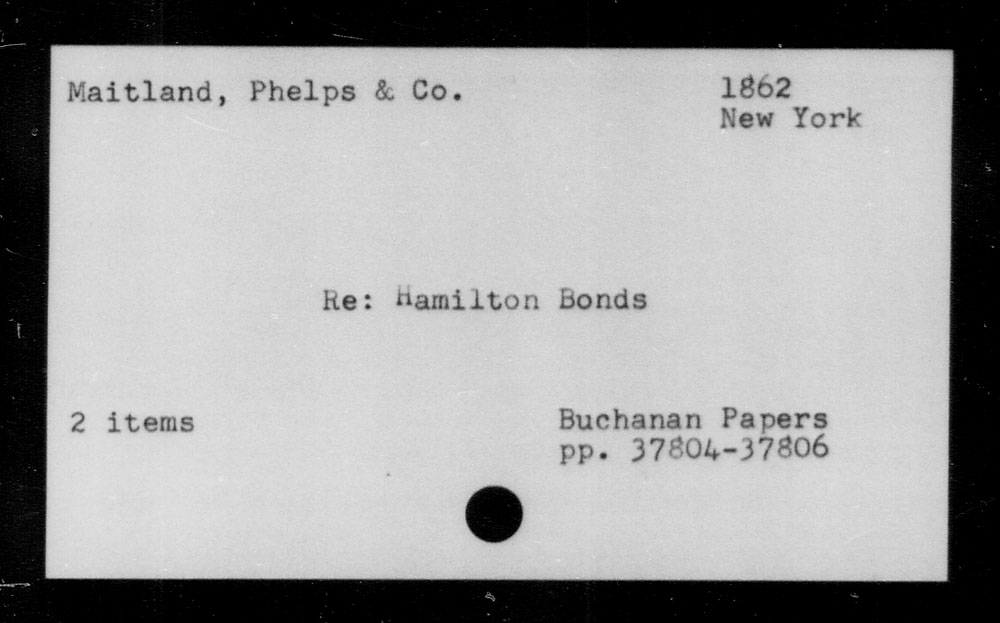 Maitland, Phelps & Co.
1862
New York
Re: Hamilton Bonds
2 items
Buchanan Papers
pp. 37804-37806